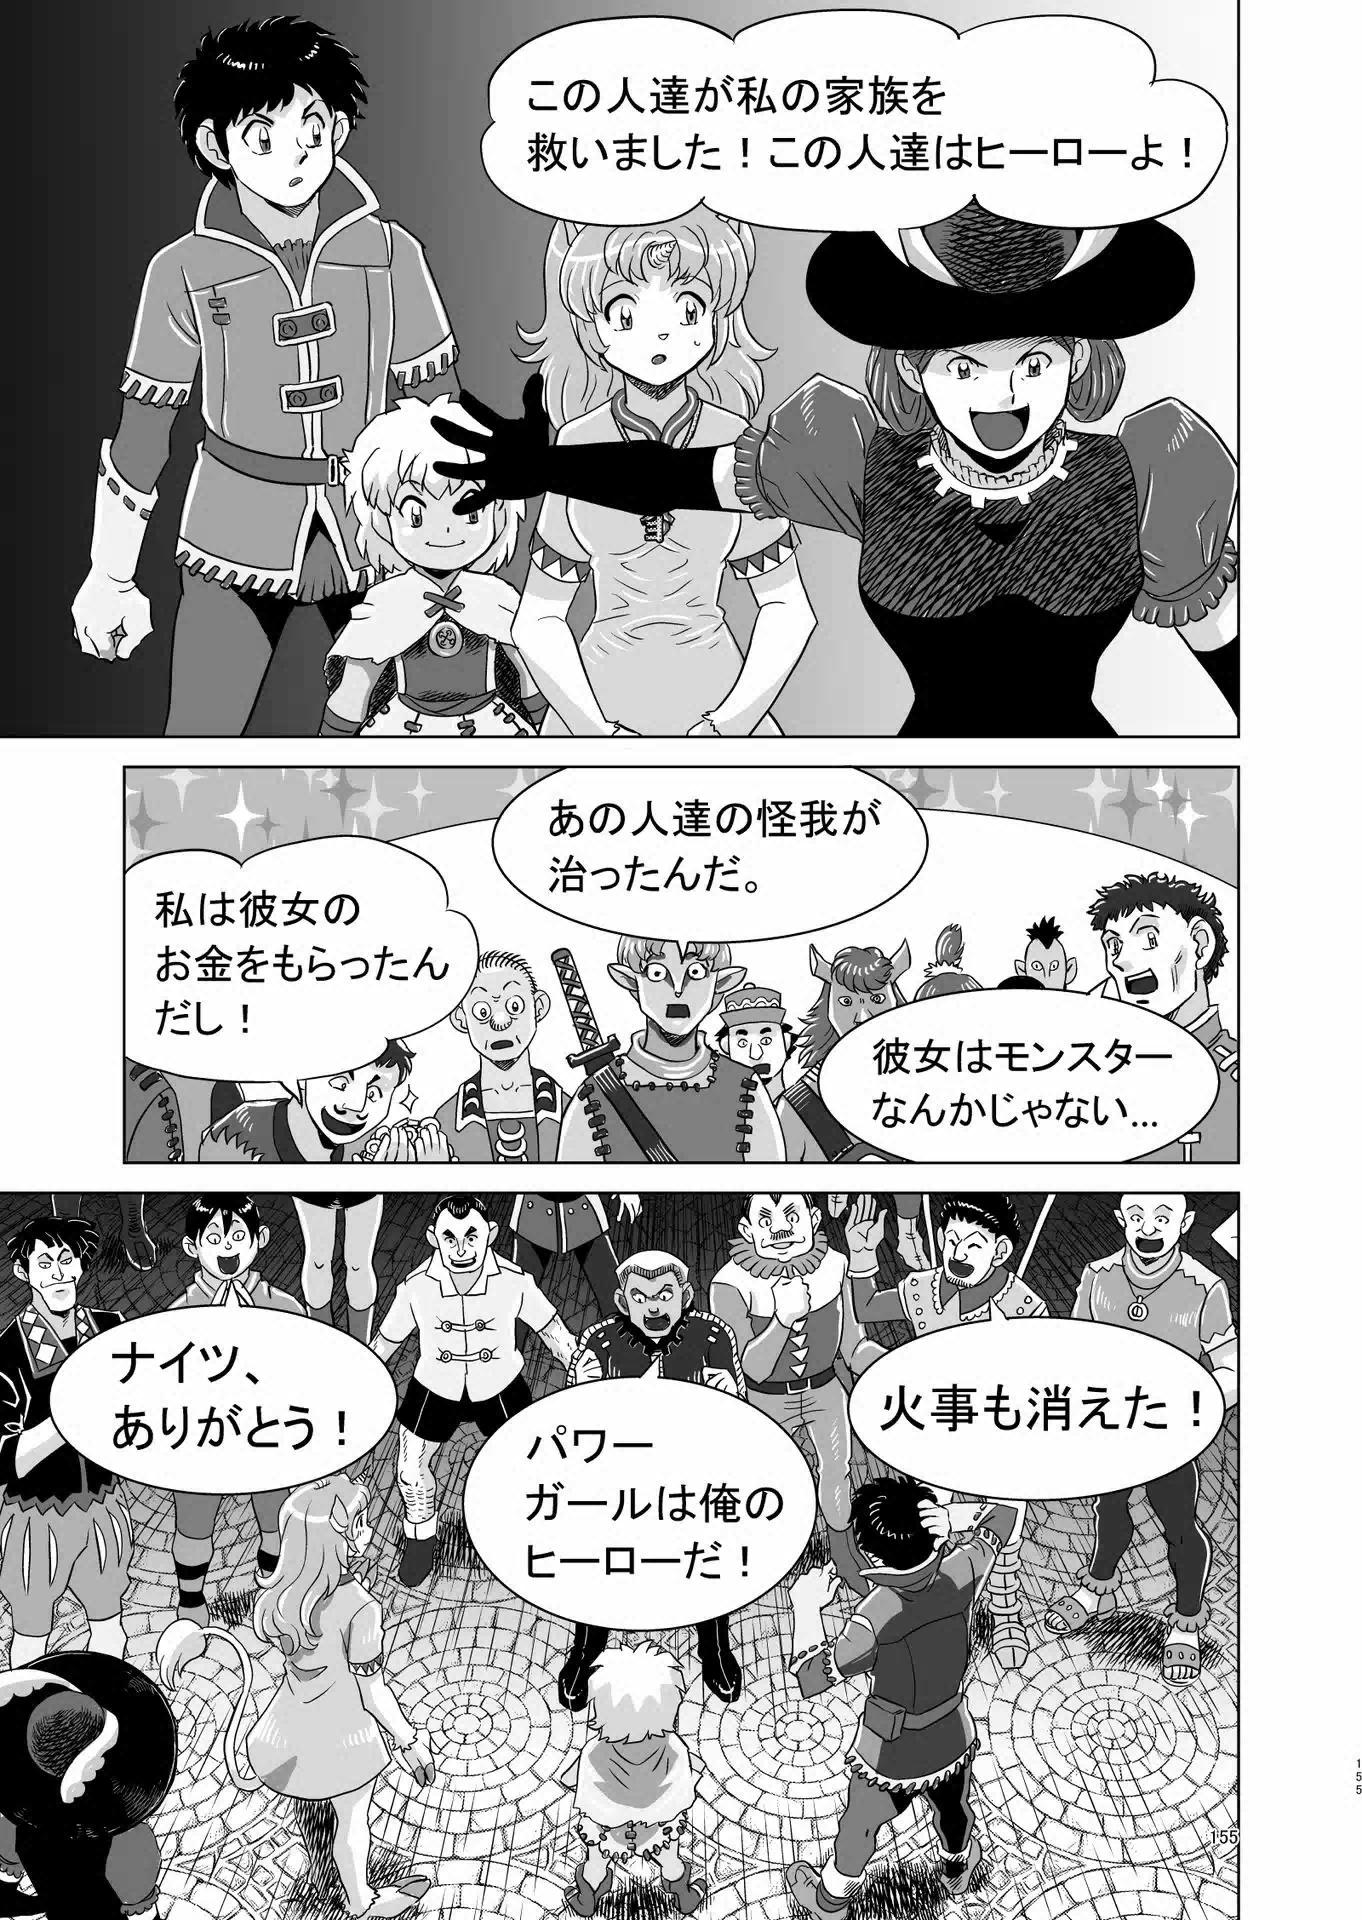 この人達が私の家族を
救いました！この人達はヒーローよ！
あの人達の怪我が
治ったんだ。
彼女はモンスター
なんかじゃない…
私は彼女の
お金をもらったん
だし！
火事も消えた！
パワー
ガールは俺の
ヒーローだ！
ナイツ、
ありがとう！
155
155